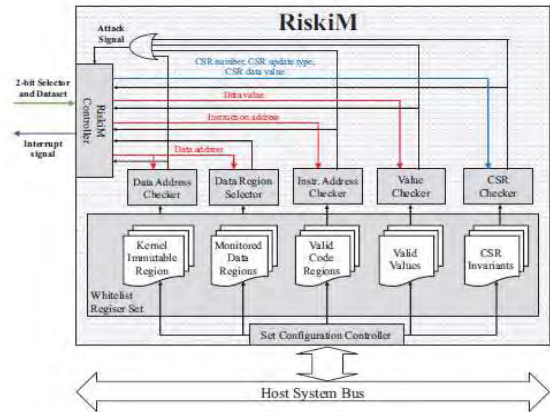 RiskiM
Attack
Signal
CSR number, CSR update type,
CSR data value
2-bit Selector
and Dataset
RiskiM
Controller
Data value
Instruction address
Interrupt
signal
Data address
Data Address
Checker
Data Region
Selector
Instr. Address
Checker
Value
Checker
CSR
Checker
Kernel
Immutable
Region
Monitored
Data
Regions
Valid
Code
Regions
Valid
Values
CSR
Invariants
Whitelist
Regiser Set
Set Configuration Controller
Host System Bus